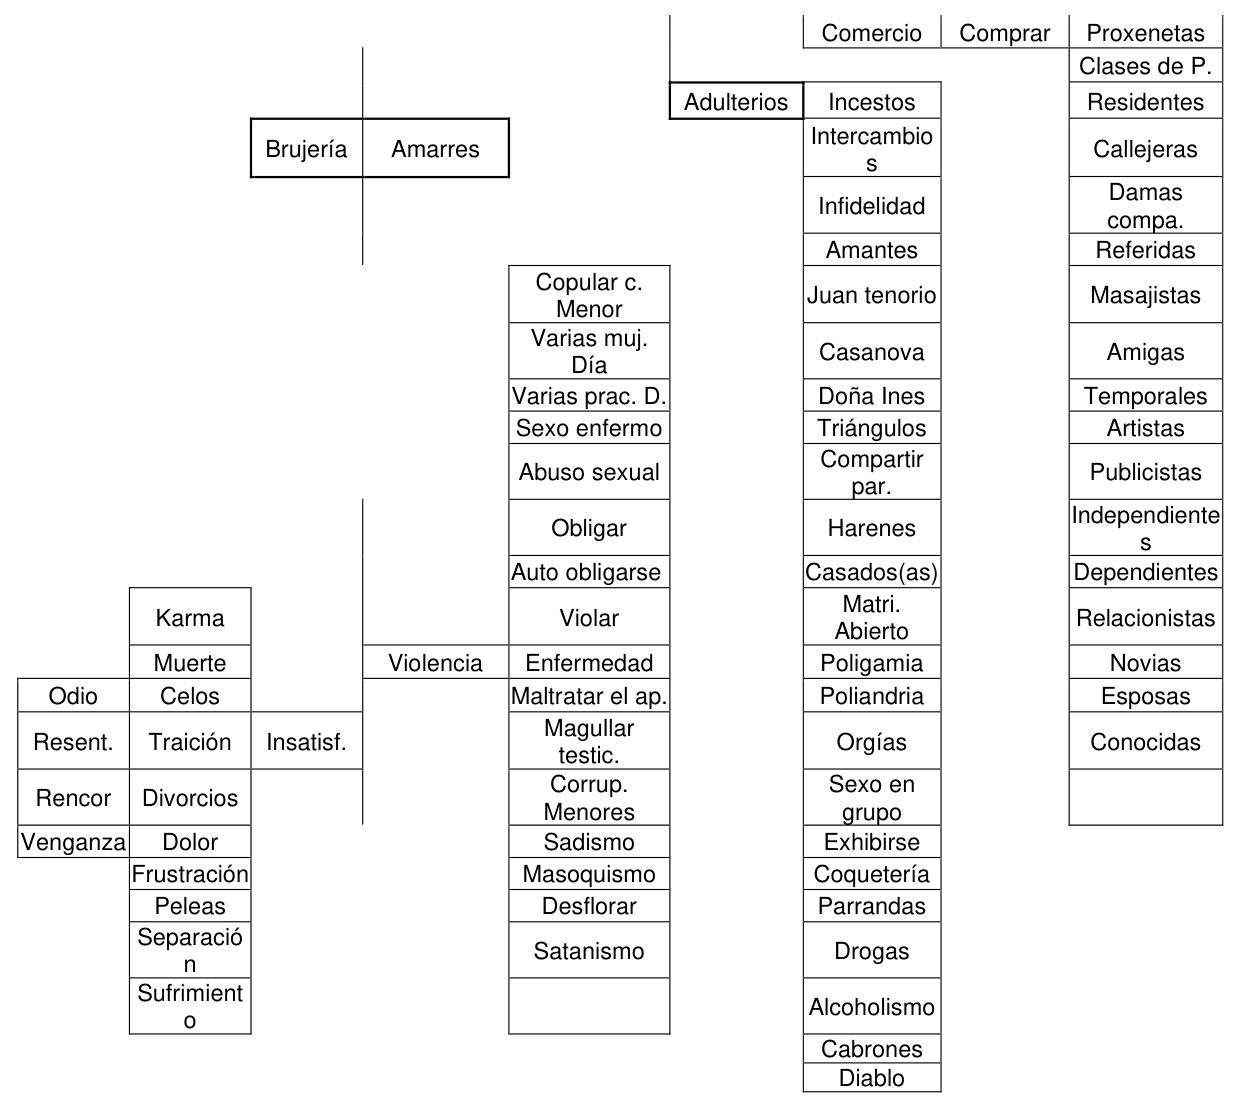 Comercio Comprar Proxenetas
Clases de P.
Adulterios Incestos Residentes
Brujería Amarres Intercambio
s Callejeras
Infidelidad Damas
compa.
Amantes Referidas
Copular c.
Menor Juan tenorio Masajistas
Varias muj.
Día Casanova Amigas
Varias prac. D. Doña Ines Temporales
Sexo enfermo Triángulos Artistas
Abuso sexual Compartir
par. Publicistas
Obligar Harenes Independiente
s
Auto obligarse Casados(as) Dependientes
Karma Violar Matri.
Abierto Relacionistas
Muerte Violencia Enfermedad Poligamia Novias
Odio Celos Maltratar el ap. Poliandria Esposas
Resent. Traición Insatisf. Magullar
testic. Orgías Conocidas
Rencor Divorcios Corrup.
Menores Sexo en
grupo
Venganza Dolor Sadismo Exhibirse
Frustración Masoquismo Coquetería
Peleas Desflorar Parrandas
Separació
n Satanismo Drogas
Sufrimient
o Alcoholismo
Cabrones
Diablo